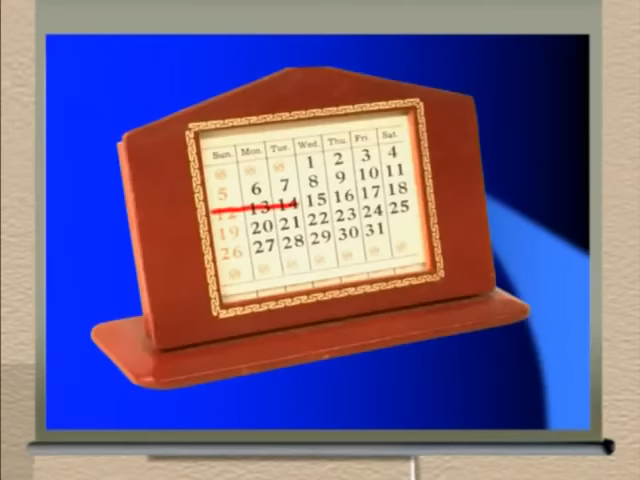 Sun. Mon. Tue. Wed. Thu. Fri. Sat.
1 2 3 4
5 6 7 8 9 10 11
12 13 14 15 16 17 18
19 20 21 22 23 24 25
26 27 28 29 30 31